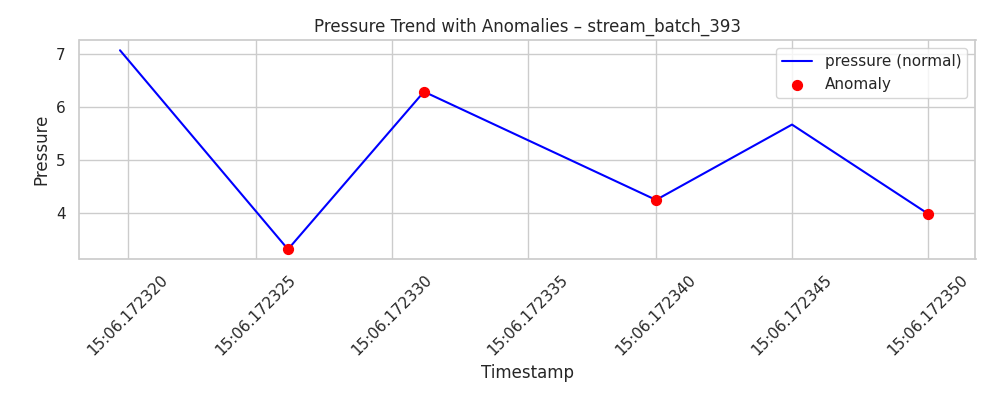 Pressure Trend with Anomalies – stream_batch_393
pressure (normal)
Anomaly
Pressure
7
6
5
4
15:06.172320
15:06.172325
15:06.172330
15:06.172335
15:06.172340
15:06.172345
15:06.172350
Timestamp